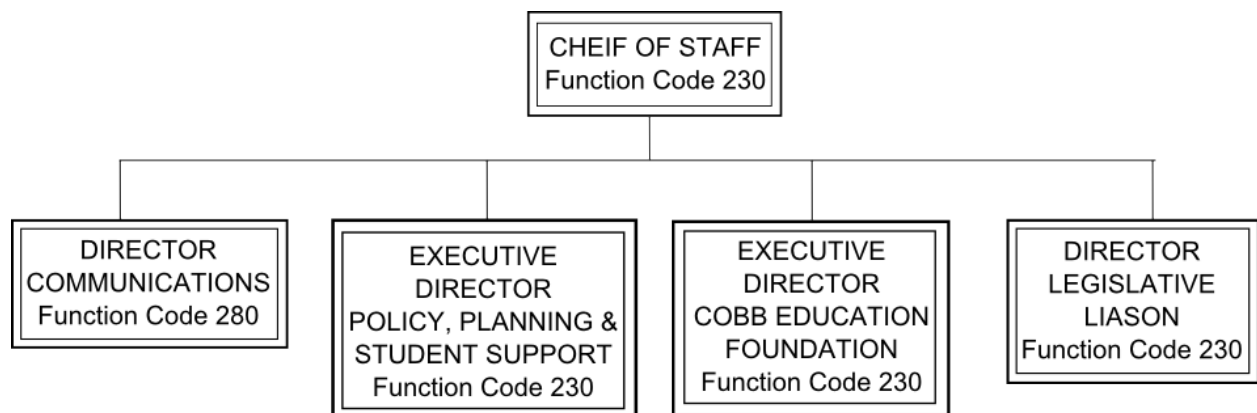 CHEIF OF STAFF
Function Code 230
DIRECTOR
COMMUNICATIONS
Function Code 280
EXECUTIVE
DIRECTOR
POLICY, PLANNING &
STUDENT SUPPORT
Function Code 230
EXECUTIVE
DIRECTOR
COBB EDUCATION
FOUNDATION
Function Code 230
DIRECTOR
LEGISLATIVE
LIASON
Function Code 230